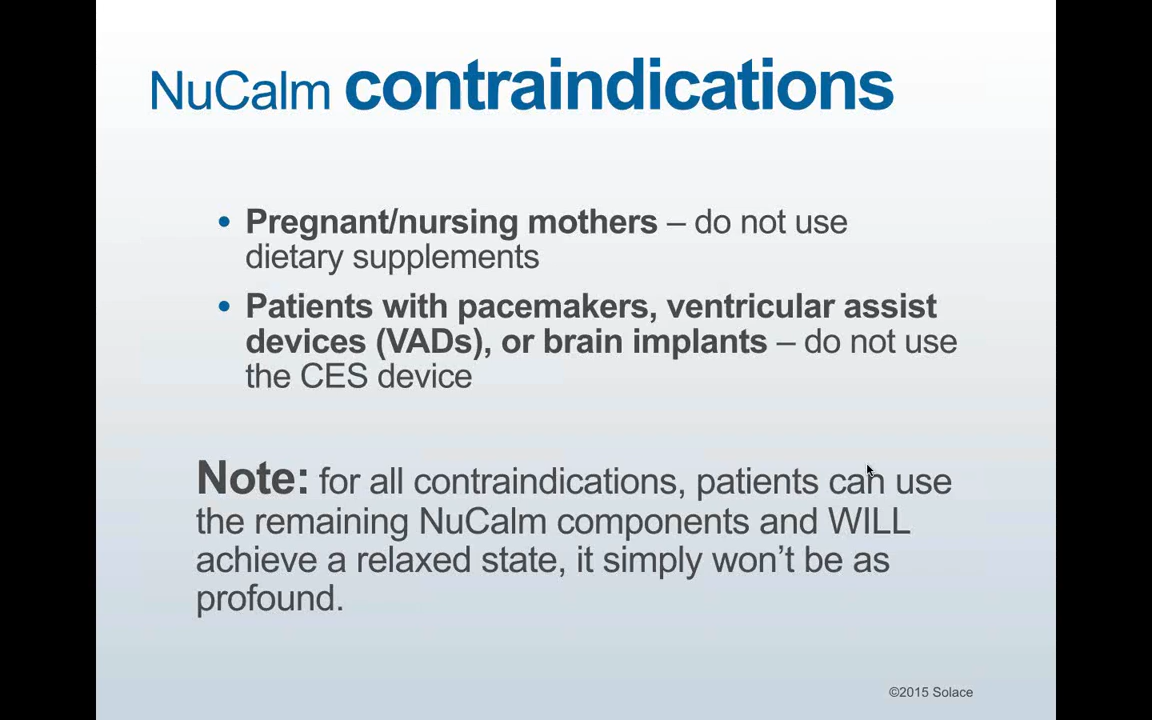 NuCalm contraindications
• Pregnant/nursing mothers – do not use
dietary supplements
• Patients with pacemakers, ventricular assist
devices (VADs), or brain implants – do not use
the CES device
Note: for all contraindications, patients can use
the remaining NuCalm components and WILL
achieve a relaxed state, it simply won’t be as
profound.
©2015 Solace